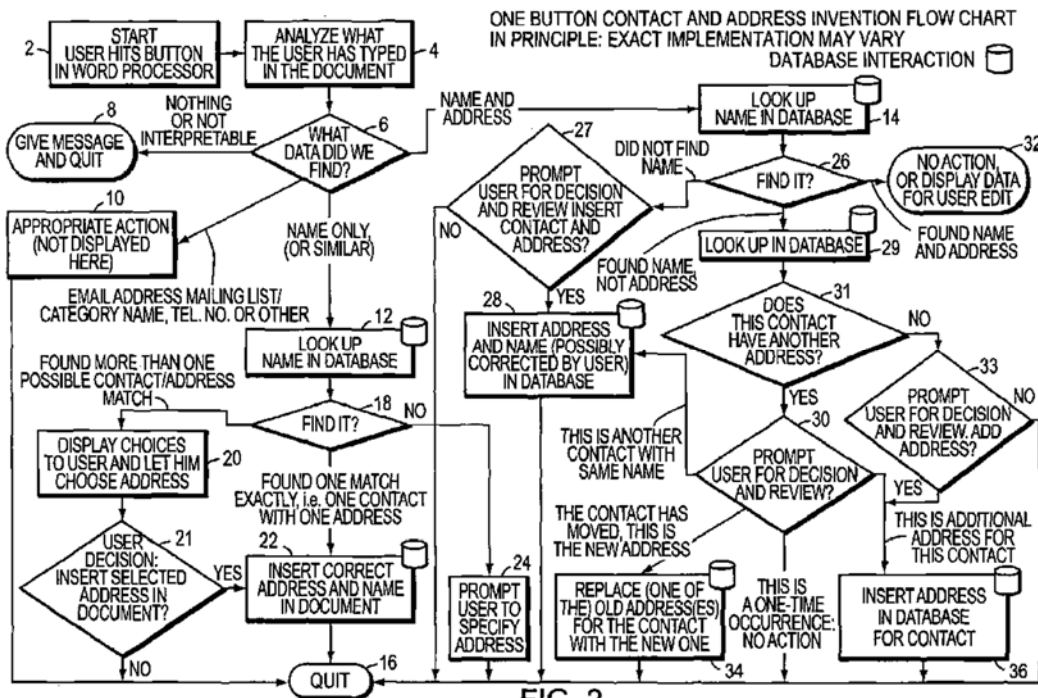 ONE BUTTON CONTACT AND ADDRESS INVENTION FLOW CHART
IN PRINCIPLE: EXACT IMPLEMENTATION MAY VARY
DATABASE INTERACTION
2
START
USER HITS BUTTON
IN WORD PROCESSOR
ANALYZE WHAT
THE USER HAS TYPED
IN THE DOCUMENT
4
8
GIVE MESSAGE
AND QUIT
NOTHING
OR NOT
INTERPRETABLE
6
WHAT
DATA DID WE
FIND?
NAME AND
ADDRESS
LOOK UP
NAME IN DATABASE
14
10
APPROPRIATE ACTION
(NOT DISPLAYED
HERE)
EMAIL ADDRESS MAILING LIST/
CATEGORY NAME, TEL. NO. OR OTHER
NAME ONLY,
(OR SIMILAR)
12
LOOK UP
NAME IN DATABASE
FOUND MORE THAN ONE
POSSIBLE CONTACT/ADDRESS
MATCH
18
FIND IT?
NO
DISPLAY CHOICES
TO USER AND LET HIM
CHOOSE ADDRESS
20
FOUND ONE MATCH
EXACTLY, i.e. ONE CONTACT
WITH ONE ADDRESS
21
USER
DECISION:
INSERT SELECTED
ADDRESS IN
DOCUMENT?
YES
NO
22
INSERT CORRECT
ADDRESS AND NAME
IN DOCUMENT
24
PROMPT
USER TO
SPECIFY
ADDRESS
QUIT
16
27
PROMPT
USER FOR DECISION
AND REVIEW INSERT
CONTACT AND
ADDRESS?
NO
YES
DID NOT FIND
NAME
26
FIND IT?
32
NO ACTION,
OR DISPLAY DATA
FOR USER EDIT
FOUND NAME
AND ADDRESS
FOUND NAME,
NOT ADDRESS
LOOK UP IN DATABASE
29
28
INSERT ADDRESS
AND NAME (POSSIBLY
CORRECTED BY USER)
IN DATABASE
31
DOES
THIS CONTACT
HAVE ANOTHER
ADDRESS?
NO
YES
33
PROMPT
USER FOR DECISION
AND REVIEW. ADD
ADDRESS?
NO
YES
30
PROMPT
USER FOR DECISION
AND REVIEW?
THIS IS ANOTHER
CONTACT WITH
SAME NAME
THE CONTACT HAS
MOVED, THIS IS
THE NEW ADDRESS
THIS IS ADDITIONAL
ADDRESS FOR
THIS CONTACT
REPLACE (ONE OF
THE) OLD ADDRESS(ES)
FOR THE CONTACT
WITH THE NEW ONE
34
THIS IS
A ONE-TIME
OCCURRENCE:
NO ACTION
INSERT ADDRESS
IN DATABASE
FOR CONTACT
36
FIG. 2